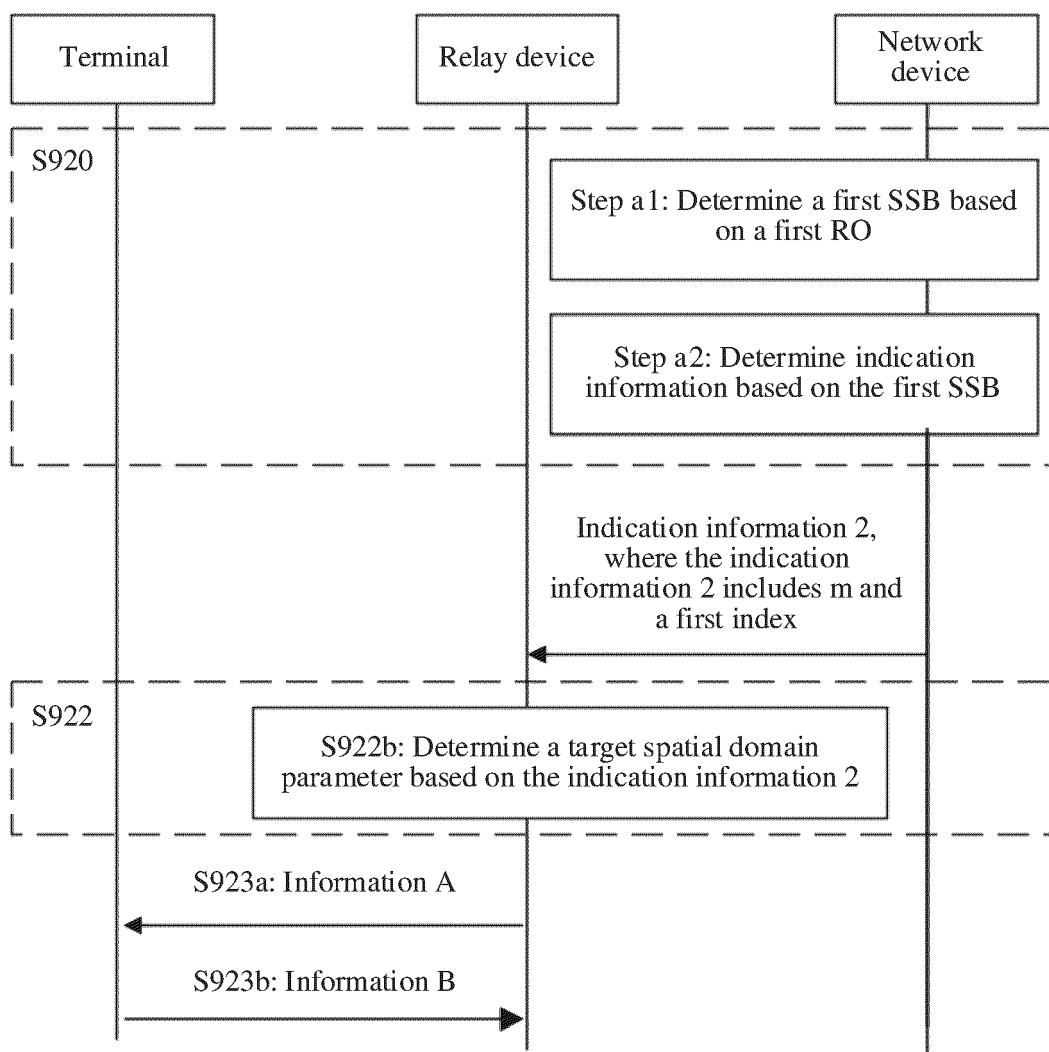 Terminal
Relay device
Network
device
S920
Step a1: Determine a first SSB based
on a first RO
Step a2: Determine indication
information based on the first SSB
Indication information 2,
where the indication
information 2 includes m and
a first index
S922
S922b: Determine a target spatial domain
parameter based on the indication information 2
S923a: Information A
S923b: Information B